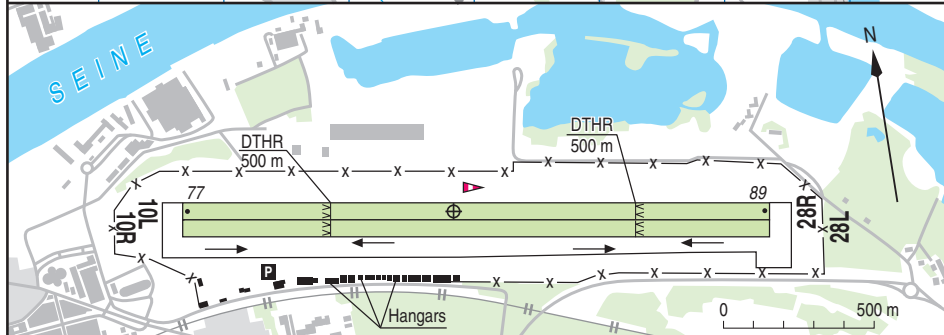 SEINE
N
DTHR
500 m
DTHR
500 m
77
89
10L
10R
28R
28L
P
Hangars
0 500 m